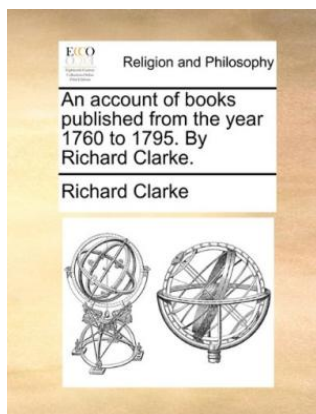 ECCO
Religion and Philosophy
An account of books
published from the year
1760 to 1795. By
Richard Clarke.
Richard Clarke